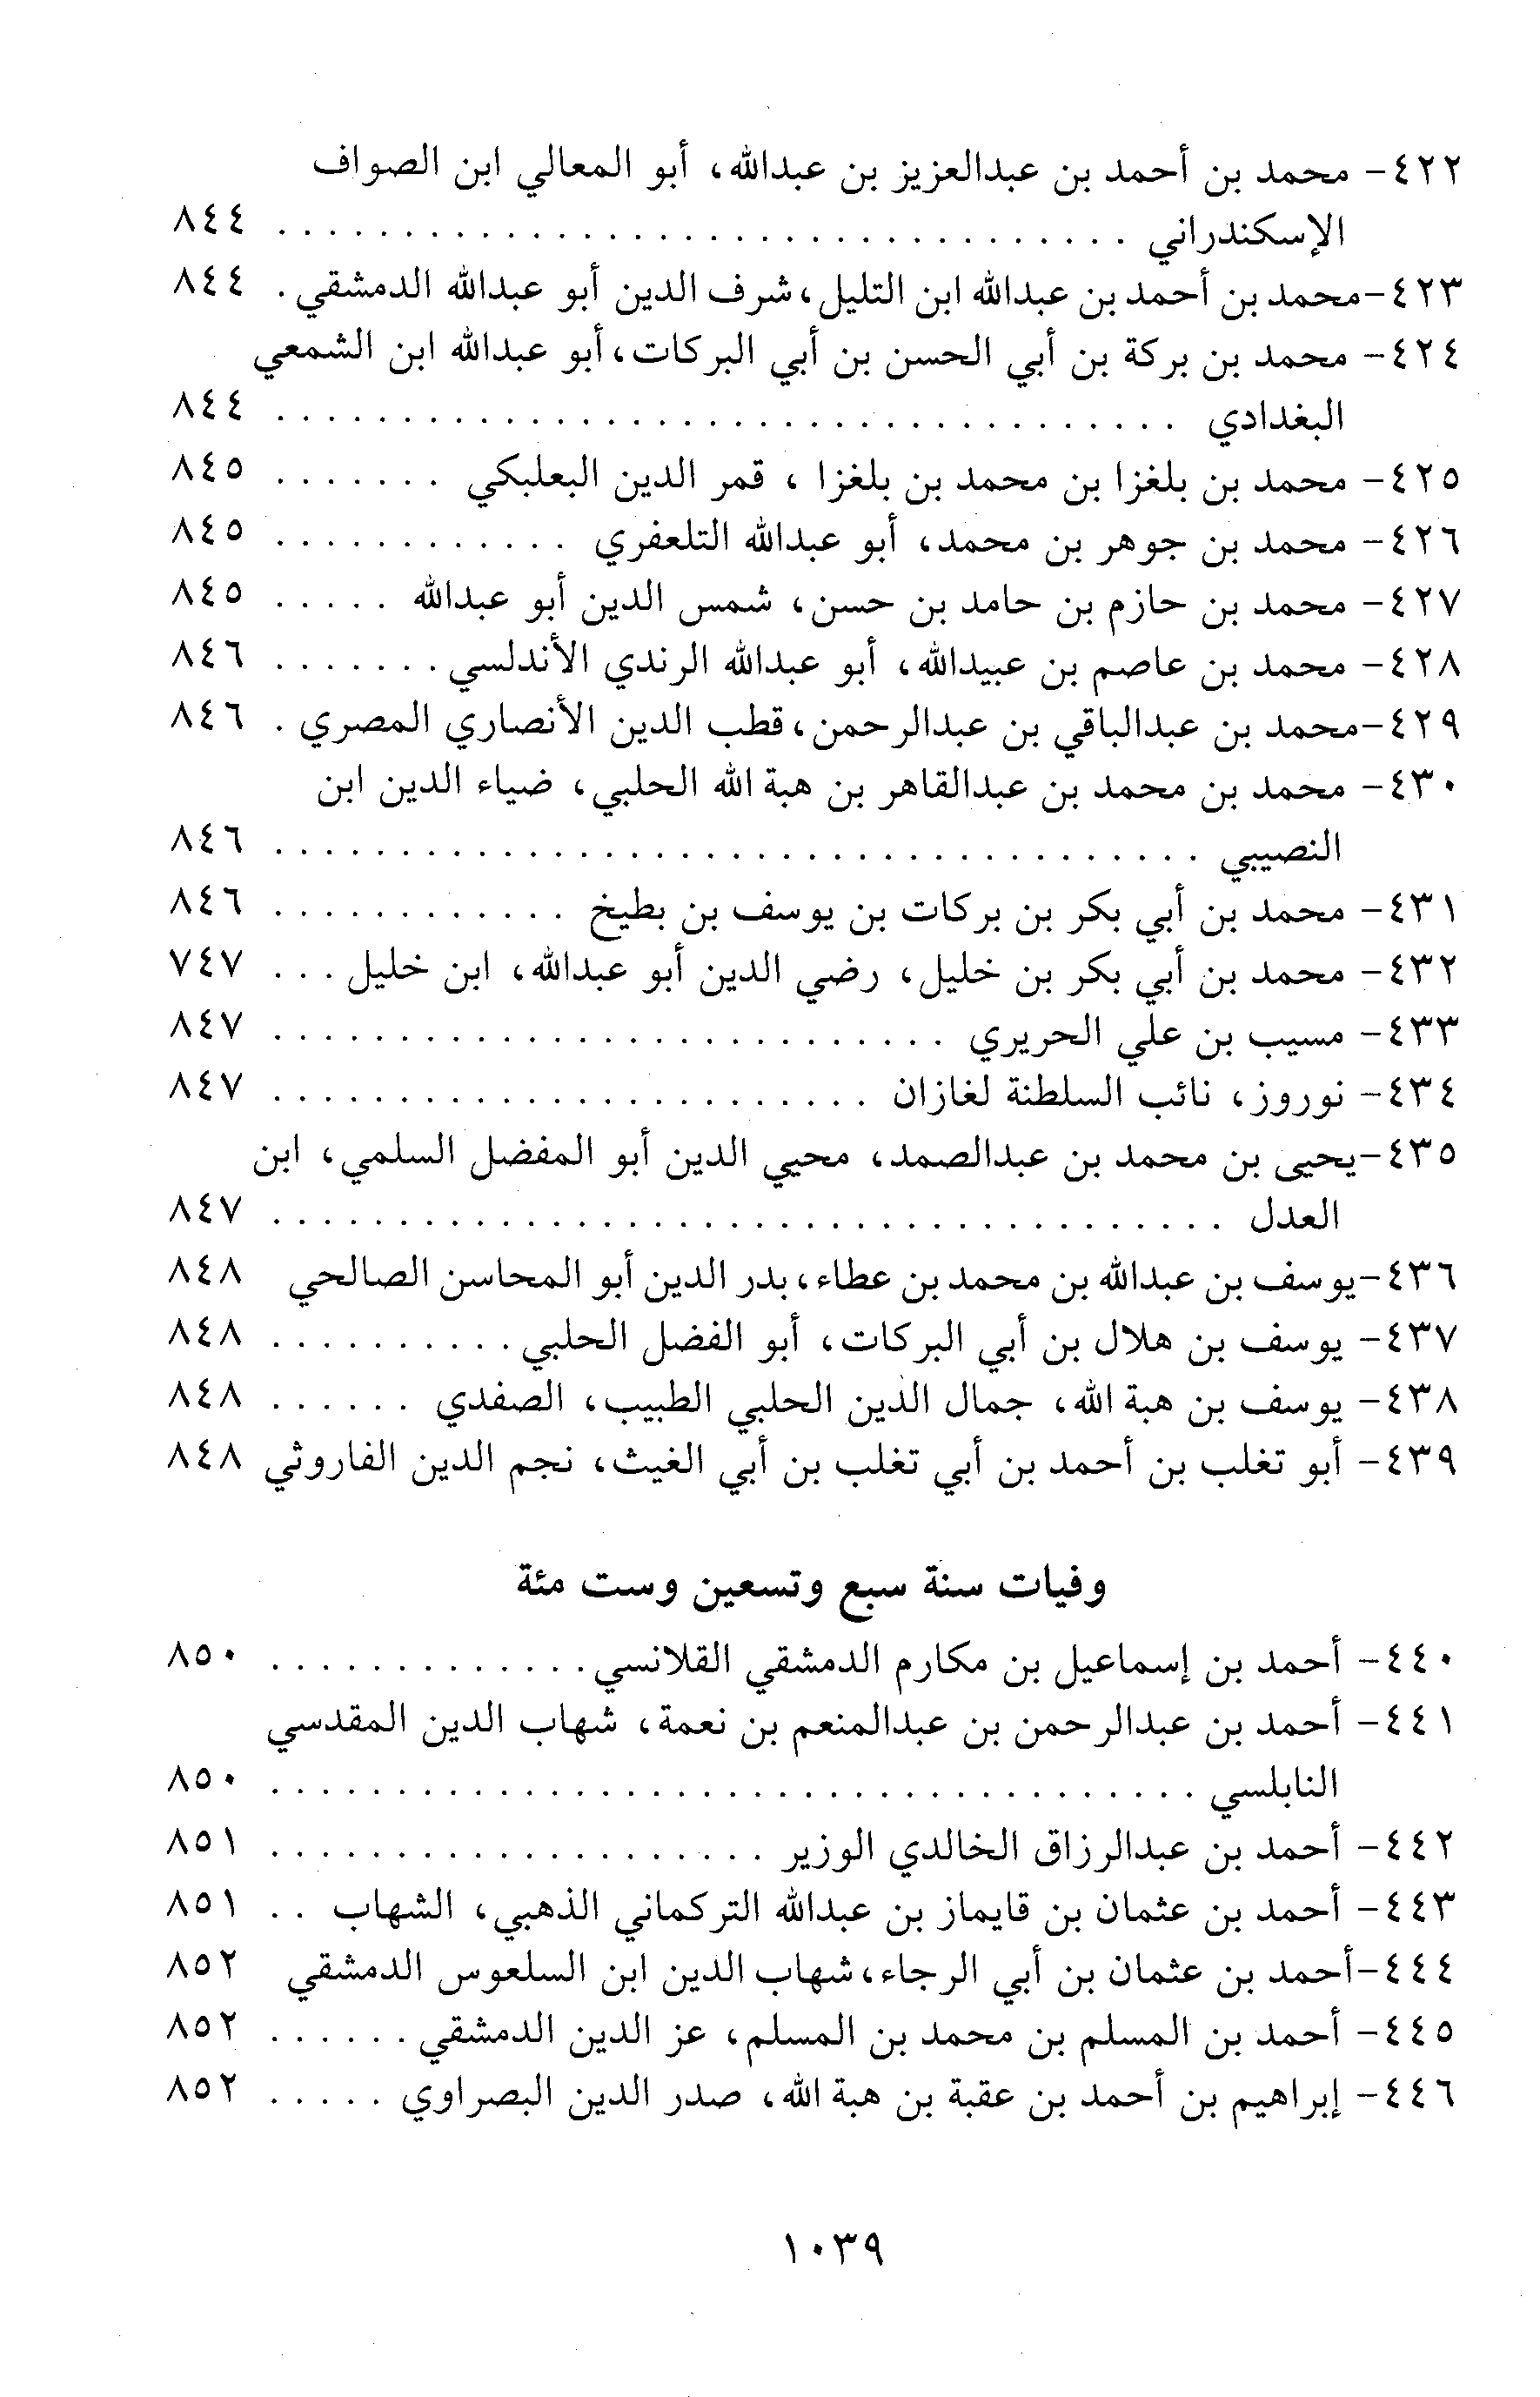 ٤٢٢- محمد بن أحمد بن عبدالعزيز بن عبدالله، أبو المعالي ابن الصواف
الإسكندراني . . . . . . . . . . . . . . . . . . . . . . . . . . . . . . . . . . ٨٤٤
٤٢٣-محمد بن أحمد بن عبدالله ابن التليل، شرف الدين أبو عبدالله الدمشقي . ٨٤٤
٤٢٤- محمد بن بركة بن أبي الحسن بن أبي البركات، أبو عبدالله ابن الشمعي
البغدادي . . . . . . . . . . . . . . . . . . . . . . . . . . . . . . . . . . . . ٨٤٤
٤٢٥- محمد بن بلغزا بن محمد بن بلغزا ، قمر الدين البعلبكي . . . . . . . ٨٤٥
٤٢٦- محمد بن جوهر بن محمد، أبو عبدالله التلعفري . . . . . . . . . . . . ٨٤٥
٤٢٧- محمد بن حازم بن حامد بن حسن، شمس الدين أبو عبدالله . . . . . ٨٤٥
٤٢٨- محمد بن عاصم بن عبيدالله، أبو عبدالله الرندي الأندلسي . . . . . . . ٨٤٦
٤٢٩-محمد بن عبدالباقي بن عبدالرحمن، قطب الدين الأنصاري المصري . ٨٤٦
٤٣٠- محمد بن محمد بن عبدالقاهر بن هبة الله الحلبي، ضياء الدين ابن
النصيبي . . . . . . . . . . . . . . . . . . . . . . . . . . . . . . . . . . . . . ٨٤٦
٤٣١- محمد بن أبي بكر بن بركات بن يوسف بن بطيخ . . . . . . . . . . . . ٨٤٦
٤٣٢- محمد بن أبي بكر بن خليل، رضي الدين أبو عبدالله، ابن خليل . . . ٧٤٧
٤٣٣- مسيب بن علي الحريري . . . . . . . . . . . . . . . . . . . . . . . . . . . ٨٤٧
٤٣٤- نوروز، نائب السلطنة لغازان . . . . . . . . . . . . . . . . . . . . . . . . ٨٤٧
٤٣٥-يحيى بن محمد بن عبدالصمد، محيي الدين أبو المفضل السلمي، ابن
العدل . . . . . . . . . . . . . . . . . . . . . . . . . . . . . . . . . . . . . . ٨٤٧
٤٣٦-يوسف بن عبدالله بن محمد بن عطاء، بدر الدين أبو المحاسن الصالحي ٨٤٨
٤٣٧- يوسف بن هلال بن أبي البركات، أبو الفضل الحلبي . . . . . . . . . . ٨٤٨
٤٣٨- يوسف بن هبة الله، جمال الدين الحلبي الطبيب، الصفدي . . . . . . ٨٤٨
٤٣٩- أبو تغلب بن أحمد بن أبي تغلب بن أبي الغيث، نجم الدين الفاروثي ٨٤٨
وفيات سنة سبع وتسعين وست مئة
٤٤٠- أحمد بن إسماعيل بن مكارم الدمشقي القلانسي . . . . . . . . . . . . . ٨٥٠
٤٤١- أحمد بن عبدالرحمن بن عبدالمنعم بن نعمة، شهاب الدين المقدسي
النابلسي . . . . . . . . . . . . . . . . . . . . . . . . . . . . . . . . . . . . . ٨٥٠
٤٤٢- أحمد بن عبدالرزاق الخالدي الوزير . . . . . . . . . . . . . . . . . . . . ٨٥١
٤٤٣- أحمد بن عثمان بن قايماز بن عبدالله التركماني الذهبي، الشهاب . . ٨٥١
٤٤٤-أحمد بن عثمان بن أبي الرجاء، شهاب الدين ابن السلعوس الدمشقي ٨٥٢
٤٤٥- أحمد بن المسلم بن محمد بن المسلم، عز الدين الدمشقي . . . . . . ٨٥٢
٤٤٦- إبراهيم بن أحمد بن عقبة بن هبة الله، صدر الدين البصراوي . . . . . ٨٥٢
١٠٣٩